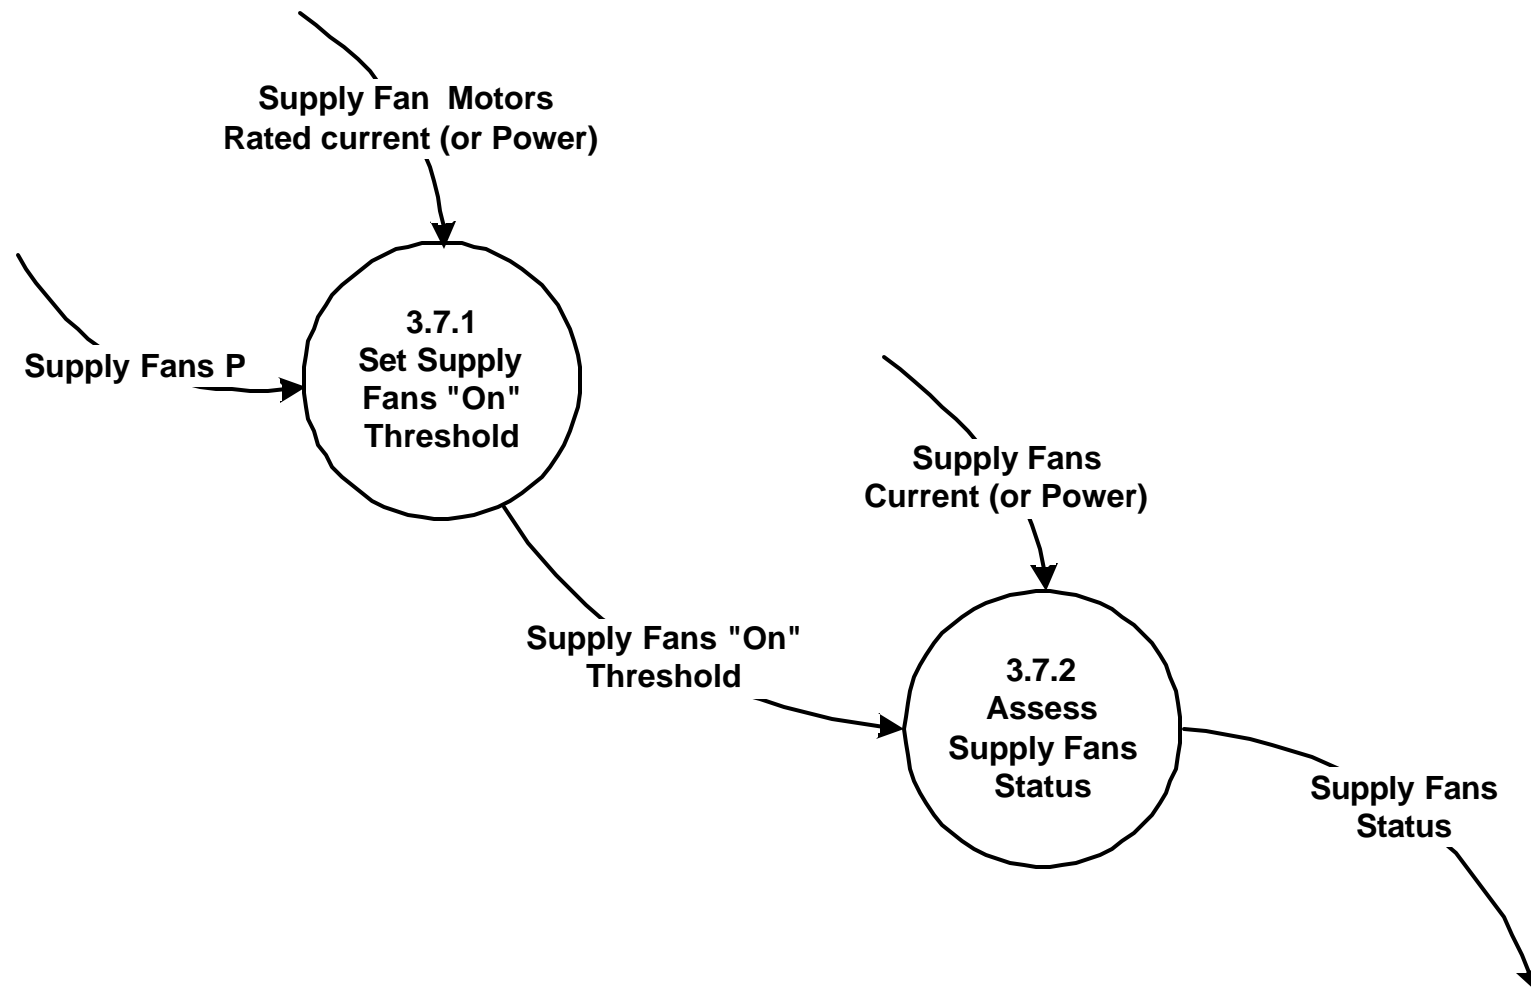 Supply Fan Motors
Rated current (or Power)
3.7.1
Set Supply
Fans "On"
Threshold
Supply Fans P
Supply Fans
Current (or Power)
Supply Fans "On"
Threshold
3.7.2
Assess
Supply Fans
Status
Supply Fans
Status